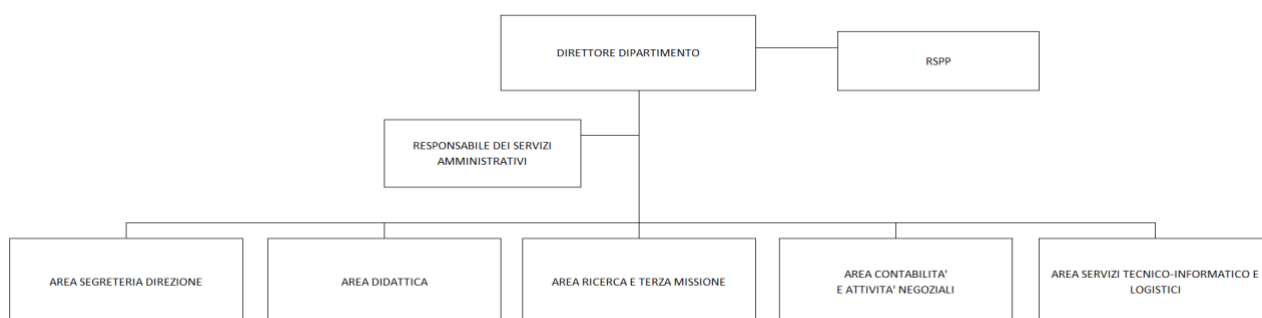 DIRETTORE DIPARTIMENTO
RSPP
RESPONSABILE DEI SERVIZI
AMMINISTRATIVI
AREA SEGRETERIA DIREZIONE
AREA DIDATTICA
AREA RICERCA E TERZA MISSIONE
AREA CONTABILITA'
E ATTIVITA' NEGOZIALI
AREA SERVIZI TECNICO-INFORMATICO E
LOGISTICI